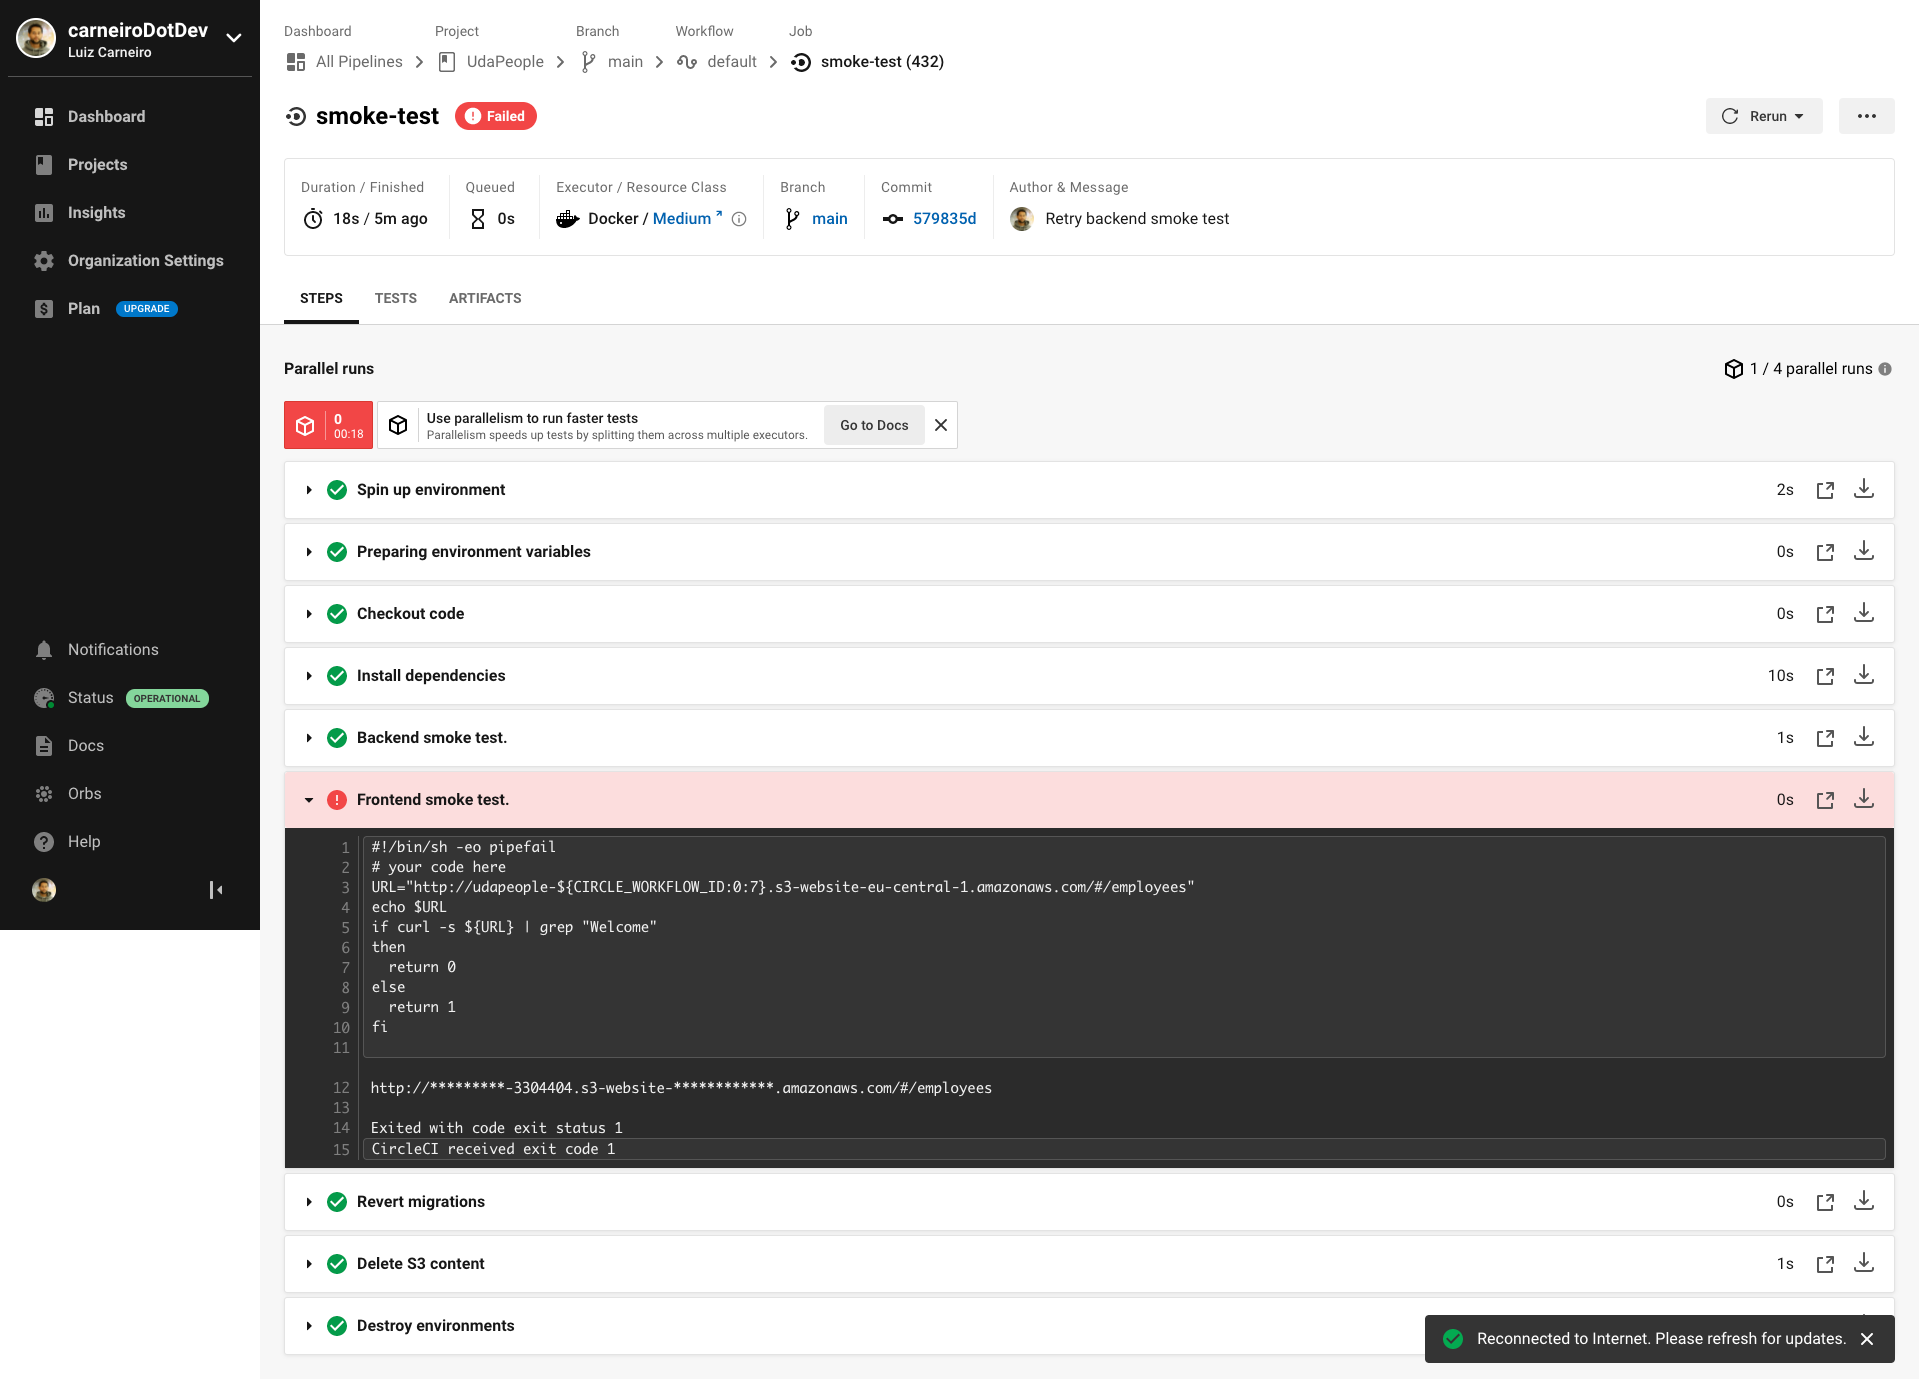 carneiroDotDev
Luiz Carneiro
Dashboard
Projects
Insights
Organization Settings
Plan UPGRADE
Notifications
Status OPERATIONAL
Docs
Orbs
Help
Dashboard Project Branch Workflow Job
All Pipelines UdaPeople main default smoke-test (432)
smoke-test Failed
Rerun
Duration / Finished Queued Executor / Resource Class Branch Commit Author & Message
18s / 5m ago 0s Docker / Medium main 579835d Retry backend smoke test
STEPS TESTS ARTIFACTS
Parallel runs
1 / 4 parallel runs
0
00:18
Use parallelism to run faster tests
Parallelism speeds up tests by splitting them across multiple executors.
Go to Docs
Spin up environment 2s
Preparing environment variables 0s
Checkout code 0s
Install dependencies 10s
Backend smoke test. 1s
Frontend smoke test. 0s
1 #!/bin/sh -eo pipefail
2 # your code here
3 URL="http://udapeople-${CIRCLE_WORKFLOW_ID:0:7}.s3-website-eu-central-1.amazonaws.com/#/employees"
4 echo $URL
5 if curl -s ${URL} | grep "Welcome"
6 then
7   return 0
8 else
9   return 1
10 fi
11
12 http://*********-3304404.s3-website-************.amazonaws.com/#/employees
13
14 Exited with code exit status 1
15 CircleCI received exit code 1
Revert migrations 0s
Delete S3 content 1s
Destroy environments
Reconnected to Internet. Please refresh for updates.